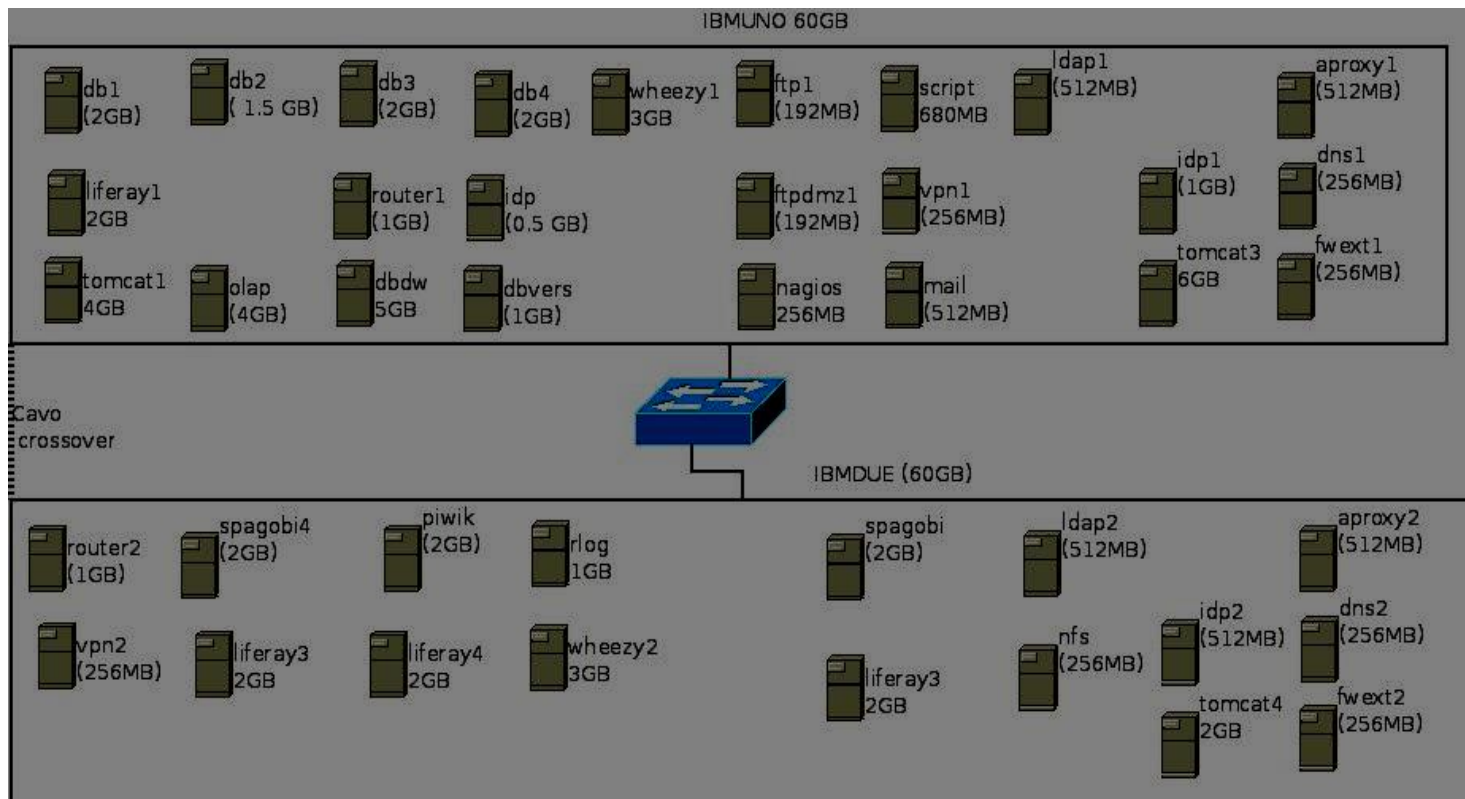 IBMUNO 60GB
db1
(2GB)
db2
( 1.5 GB)
db3
(2GB)
db4
(2GB)
wheezy1
3GB
ftp1
(192MB)
script
680MB
ldap1
(512MB)
aproxy1
(512MB)
liferay1
2GB
router1
(1GB)
idp
(0.5 GB)
ftpdmz1
(192MB)
vpn1
(256MB)
idp1
(1GB)
dns1
(256MB)
tomcat1
4GB
olap
(4GB)
dbdw
5GB
dbvers
(1GB)
nagios
256MB
mail
(512MB)
tomcat3
6GB
fwext1
(256MB)
Cavo
crossover
IBMDUE (60GB)
router2
(1GB)
spagobi4
(2GB)
piwik
(2GB)
rlog
1GB
spagobi
(2GB)
ldap2
(512MB)
aproxy2
(512MB)
vpn2
(256MB)
liferay3
2GB
liferay4
2GB
wheezy2
3GB
liferay3
2GB
nfs
(256MB)
idp2
(512MB)
dns2
(256MB)
tomcat4
2GB
fwext2
(256MB)